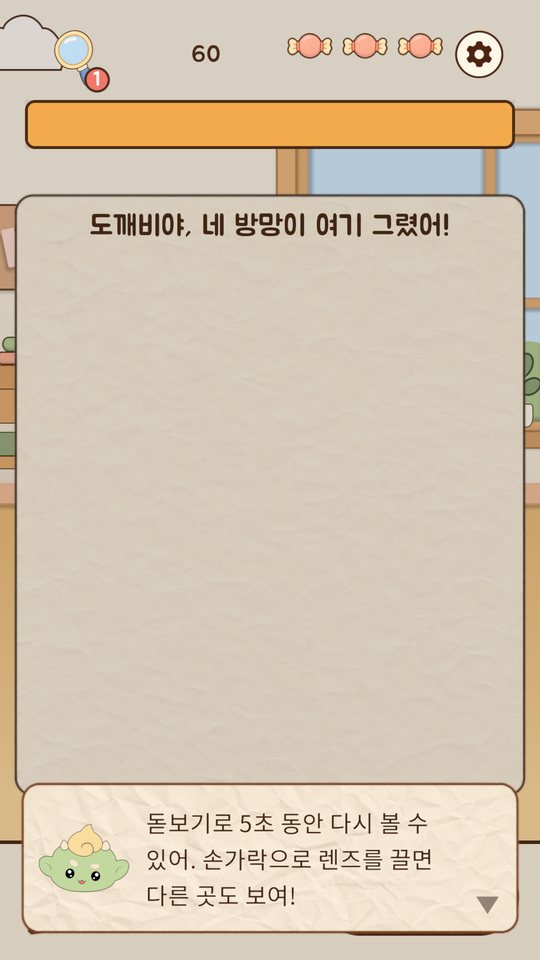 60
1
도깨비야, 네 방망이 여기 그렸어!
돋보기로 5초 동안 다시 볼 수
있어. 손가락으로 렌즈를 끌면
다른 곳도 보여!